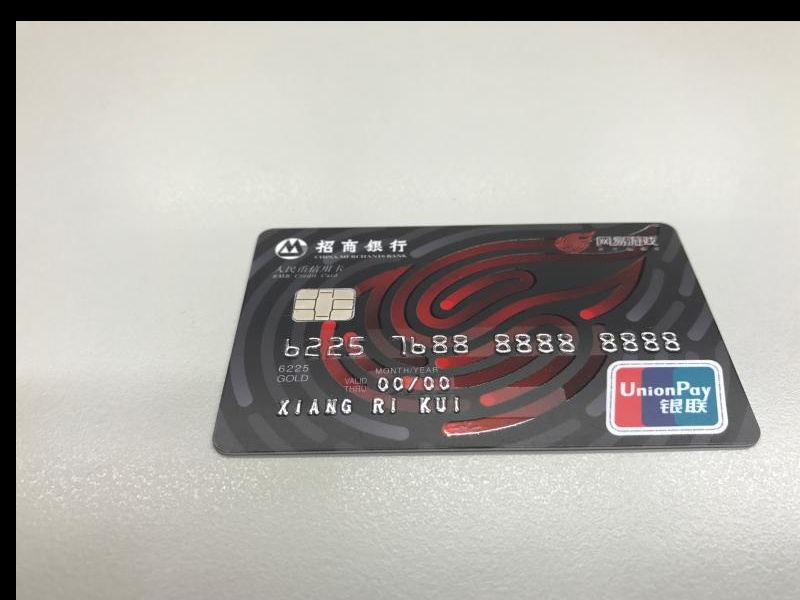 招商银行
CHINA MERCHANTS BANK
人民币信用卡
RMB Credit Card
网易游戏
6225 7688 8888 8888
6225
GOLD
MONTH/YEAR
VALID THRU 00/00
XIANG RI KUI
UnionPay
银联